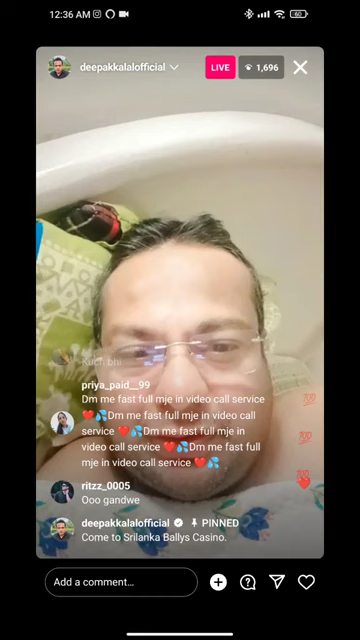 12:36 AM
60
deepakkalalofficial
LIVE
1,696
Kuch bhi
priya_paid__99
Dm me fast full mje in video call service
❤️💦Dm me fast full mje in video call
service ❤️💦Dm me fast full mje in
video call service ❤️💦Dm me fast full
mje in video call service ❤️💦
ritzz_0005
Ooo gandwe
deepakkalalofficial PINNED
Come to Srilanka Ballys Casino.
Add a comment...